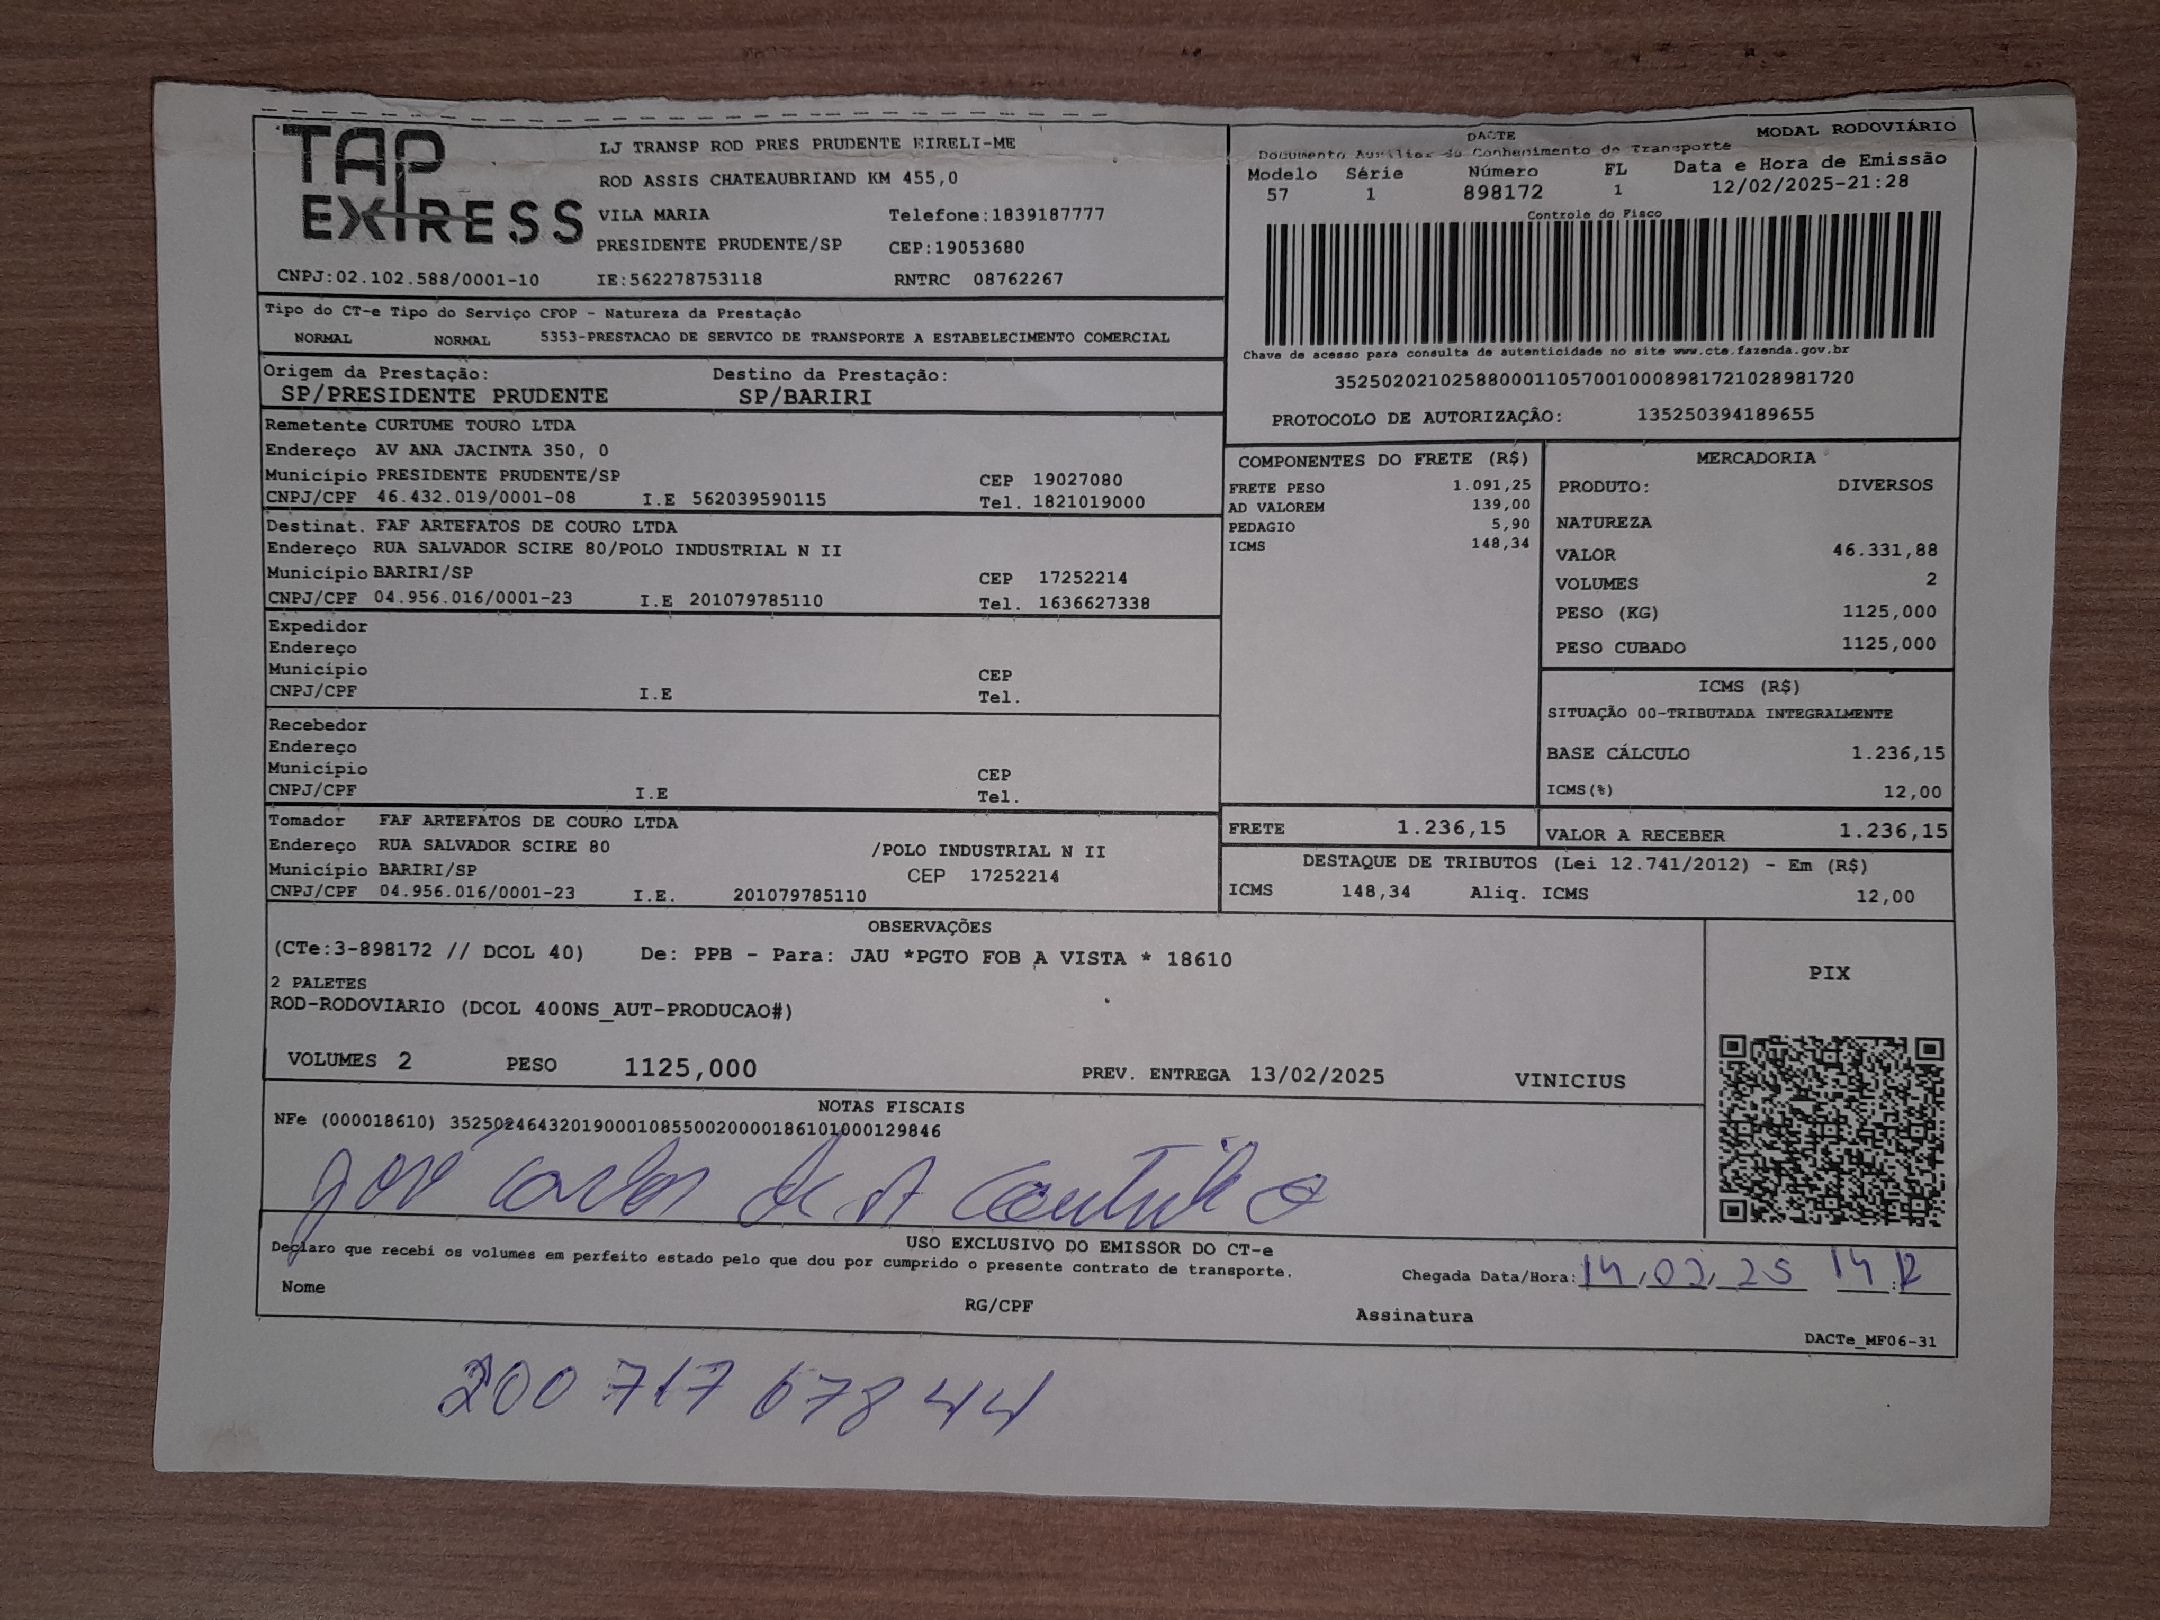 TAP EXPRESS
LJ TRANSP ROD PRES PRUDENTE EIRELI-ME
ROD ASSIS CHATEAUBRIAND KM 455,0
VILA MARIA Telefone:1839187777
PRESIDENTE PRUDENTE/SP CEP:19053680
CNPJ:02.102.588/0001-10 IE:562278753118 RNTRC 08762267
DACTE MODAL RODOVIÁRIO
Documento Auxiliar do Conhecimento de Transporte
Modelo Série Número FL Data e Hora de Emissão
57 1 898172 1 12/02/2025-21:28
Controle do Fisco
Chave de acesso para consulta de autenticidade no site www.cte.fazenda.gov.br
35250202102588000110570010008981721028981720
PROTOCOLO DE AUTORIZAÇÃO: 135250394189655
Tipo do CT-e Tipo do Serviço CFOP - Natureza da Prestação
NORMAL NORMAL 5353-PRESTACAO DE SERVICO DE TRANSPORTE A ESTABELECIMENTO COMERCIAL
Origem da Prestação: Destino da Prestação:
SP/PRESIDENTE PRUDENTE SP/BARIRI
Remetente CURTUME TOURO LTDA
Endereço AV ANA JACINTA 350, 0
Município PRESIDENTE PRUDENTE/SP CEP 19027080
CNPJ/CPF 46.432.019/0001-08 I.E 562039590115 Tel. 1821019000
Destinat. FAF ARTEFATOS DE COURO LTDA
Endereço RUA SALVADOR SCIRE 80/POLO INDUSTRIAL N II
Município BARIRI/SP CEP 17252214
CNPJ/CPF 04.956.016/0001-23 I.E 201079785110 Tel. 1636627338
Expedidor
Endereço
Município CEP
CNPJ/CPF I.E Tel.
Recebedor
Endereço
Município CEP
CNPJ/CPF I.E Tel.
Tomador FAF ARTEFATOS DE COURO LTDA
Endereço RUA SALVADOR SCIRE 80 /POLO INDUSTRIAL N II
Município BARIRI/SP CEP 17252214
CNPJ/CPF 04.956.016/0001-23 I.E. 201079785110
COMPONENTES DO FRETE (R$)
FRETE PESO 1.091,25
AD VALOREM 139,00
PEDAGIO 5,90
ICMS 148,34
MERCADORIA
PRODUTO: DIVERSOS
NATUREZA
VALOR 46.331,88
VOLUMES 2
PESO (KG) 1125,000
PESO CUBADO 1125,000
ICMS (R$)
SITUAÇÃO 00-TRIBUTADA INTEGRALMENTE
BASE CÁLCULO 1.236,15
ICMS(%) 12,00
FRETE 1.236,15 VALOR A RECEBER 1.236,15
DESTAQUE DE TRIBUTOS (Lei 12.741/2012) - Em (R$)
ICMS 148,34 Aliq. ICMS 12,00
OBSERVAÇÕES
(CTe:3-898172 // DCOL 40) De: PPB - Para: JAU *PGTO FOB A VISTA * 18610
2 PALETES
ROD-RODOVIARIO (DCOL 400NS_AUT-PRODUCAO#)
VOLUMES 2 PESO 1125,000 PREV. ENTREGA 13/02/2025 VINICIUS
PIX
NOTAS FISCAIS
NFe (000018610) 35250246432019000108550020000186101000129846
José Carlos de A Coutinho
USO EXCLUSIVO DO EMISSOR DO CT-e
Declaro que recebi os volumes em perfeito estado pelo que dou por cumprido o presente contrato de transporte.
Chegada Data/Hora: 14/02/25 14:12
Nome RG/CPF Assinatura
DACTe_MF06-31
200 717 678 44